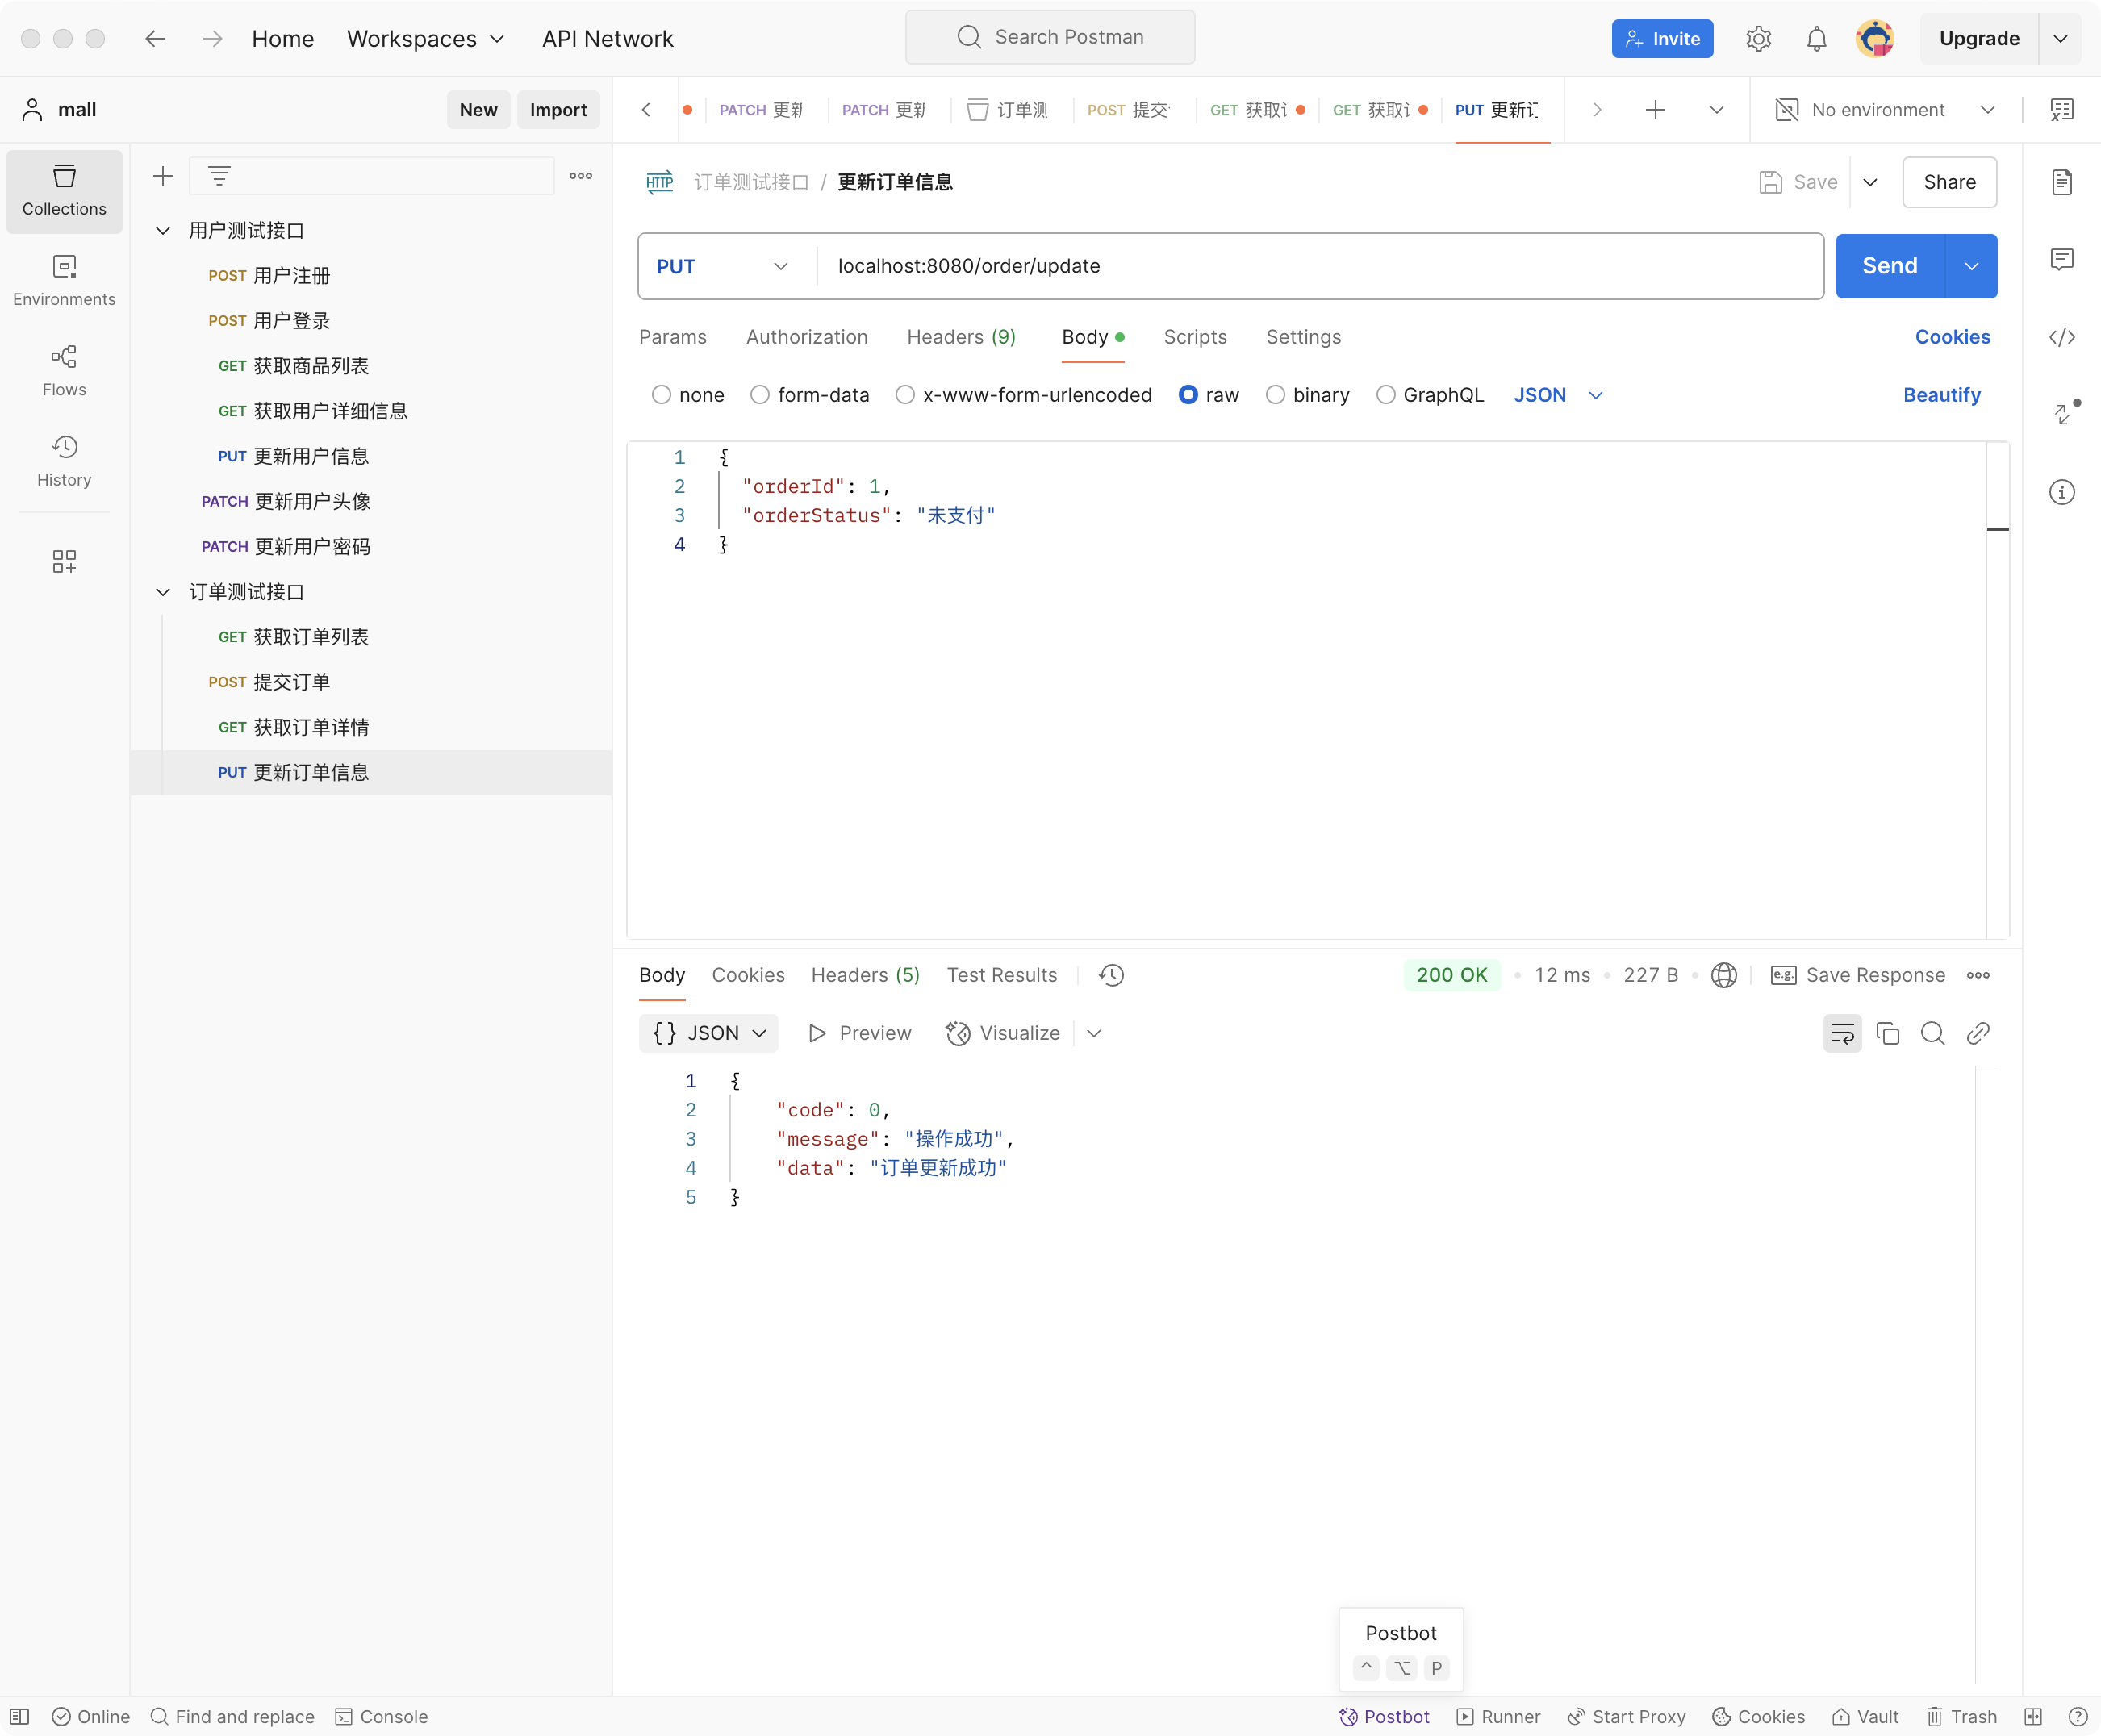 Home Workspaces API Network Search Postman Invite Upgrade
mall New Import
PATCH 更新 PATCH 更新 订单测 POST 提交 GET 获取 GET 获取 PUT 更新订 No environment
Collections
Environments
Flows
History
用户测试接口
POST 用户注册
POST 用户登录
GET 获取商品列表
GET 获取用户详细信息
PUT 更新用户信息
PATCH 更新用户头像
PATCH 更新用户密码
订单测试接口
GET 获取订单列表
POST 提交订单
GET 获取订单详情
PUT 更新订单信息
HTTP 订单测试接口 / 更新订单信息 Save Share
PUT localhost:8080/order/update Send
Params Authorization Headers (9) Body Scripts Settings Cookies
none form-data x-www-form-urlencoded raw binary GraphQL JSON Beautify
1 {
2 "orderId": 1,
3 "orderStatus": "未支付"
4 }
Body Cookies Headers (5) Test Results 200 OK 12 ms 227 B e.g. Save Response
{} JSON Preview Visualize
1 {
2 "code": 0,
3 "message": "操作成功",
4 "data": "订单更新成功"
5 }
Postbot
^ ⌥ P
Online Find and replace Console Postbot Runner Start Proxy Cookies Vault Trash